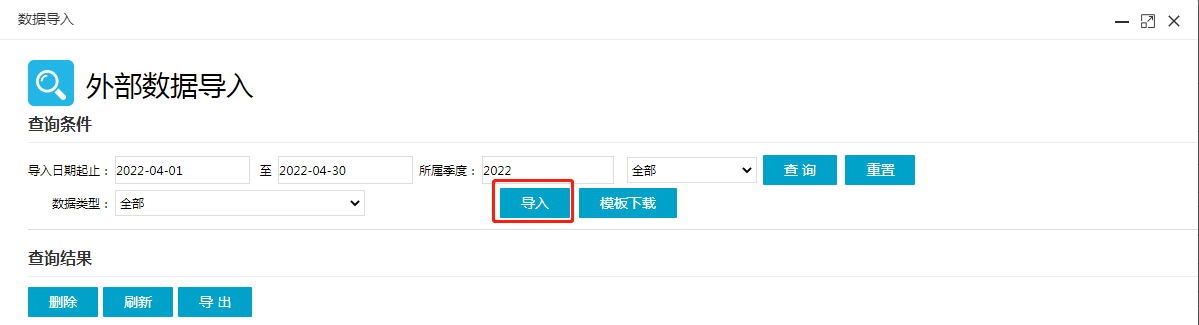 数据导入
外部数据导入
查询条件
导入日期起止： 2022-04-01 至 2022-04-30 所属季度： 2022 全部 查 询 重置
数据类型： 全部 导入 模板下载
查询结果
删除 刷新 导 出